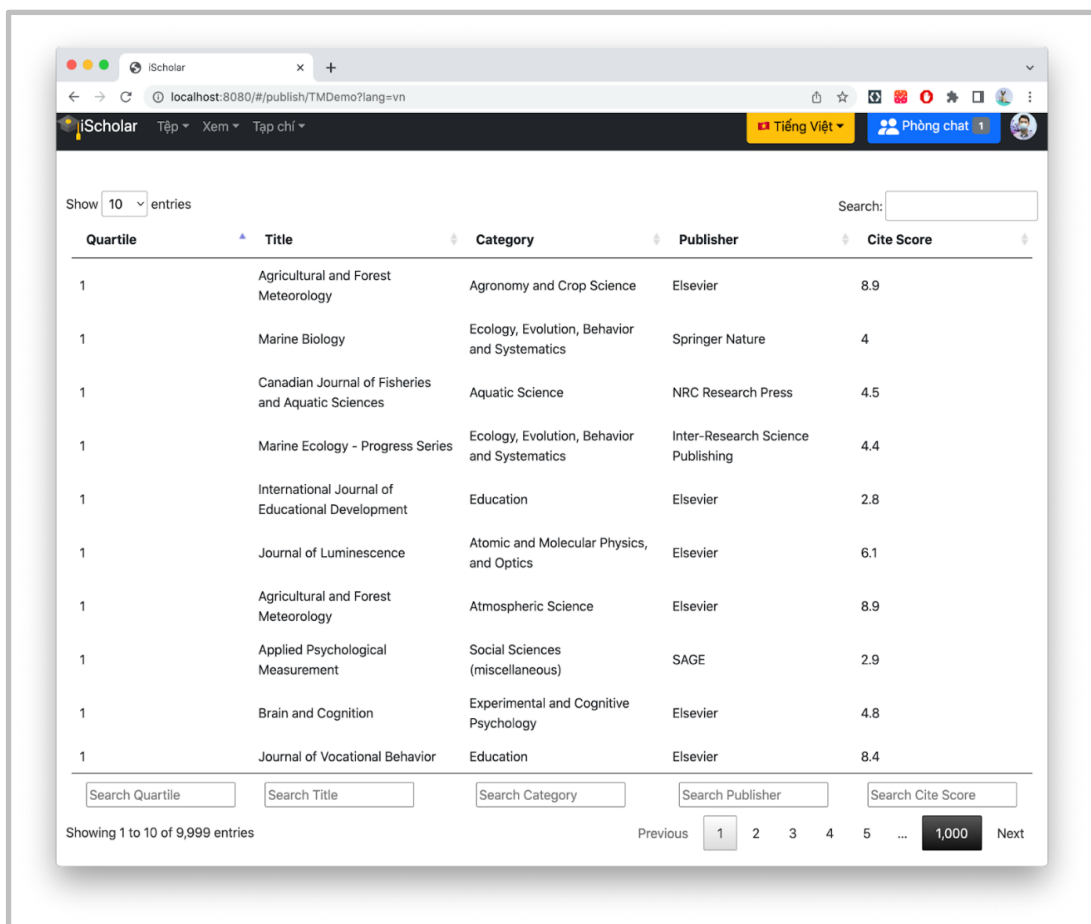 iScholar
localhost:8080/#/publish/TMDemo?lang=vn
iScholar Tệp Xem Tạp chí Tiếng Việt Phòng chat 1
Show 10 entries Search:
Quartile Title Category Publisher Cite Score
1 Agricultural and Forest Meteorology Agronomy and Crop Science Elsevier 8.9
1 Marine Biology Ecology, Evolution, Behavior and Systematics Springer Nature 4
1 Canadian Journal of Fisheries and Aquatic Sciences Aquatic Science NRC Research Press 4.5
1 Marine Ecology - Progress Series Ecology, Evolution, Behavior and Systematics Inter-Research Science Publishing 4.4
1 International Journal of Educational Development Education Elsevier 2.8
1 Journal of Luminescence Atomic and Molecular Physics, and Optics Elsevier 6.1
1 Agricultural and Forest Meteorology Atmospheric Science Elsevier 8.9
1 Applied Psychological Measurement Social Sciences (miscellaneous) SAGE 2.9
1 Brain and Cognition Experimental and Cognitive Psychology Elsevier 4.8
1 Journal of Vocational Behavior Education Elsevier 8.4
Search Quartile Search Title Search Category Search Publisher Search Cite Score
Showing 1 to 10 of 9,999 entries Previous 1 2 3 4 5 … 1,000 Next